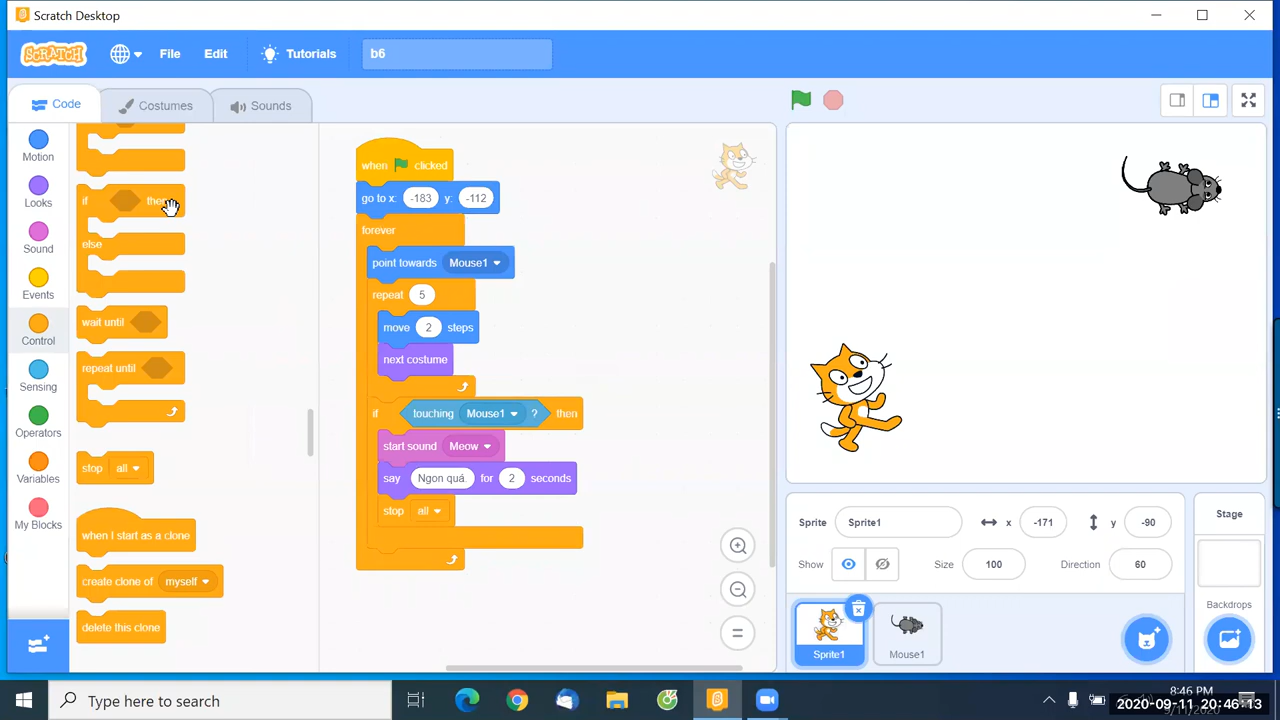 Scratch Desktop
SCRATCH File Edit Tutorials b6
Code Costumes Sounds
Motion
Looks
Sound
Events
Control
Sensing
Operators
Variables
My Blocks
if then
else
wait until
repeat until
stop all
when I start as a clone
create clone of myself
delete this clone
when clicked
go to x: -183 y: -112
forever
point towards Mouse1
repeat 5
move 2 steps
next costume
if touching Mouse1 ? then
start sound Meow
say Ngon quá. for 2 seconds
stop all
Sprite Sprite1 x -171 y -90
Show Size 100 Direction 60
Sprite1
Mouse1
Stage
Backdrops
Type here to search
8:46 PM
2020-09-11 20:46:13